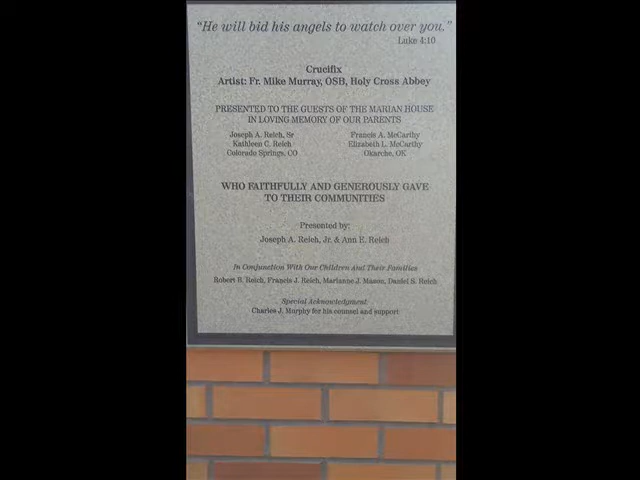 "He will bid his angels to watch over you."
Luke 4:10
Crucifix
Artist: Fr. Mike Murray, OSB, Holy Cross Abbey
PRESENTED TO THE GUESTS OF THE MARIAN HOUSE
IN LOVING MEMORY OF OUR PARENTS
Joseph A. Reich, Sr
Kathleen C. Reich
Colorado Springs, CO
Francis A. McCarthy
Elizabeth L. McCarthy
Okarche, OK
WHO FAITHFULLY AND GENEROUSLY GAVE
TO THEIR COMMUNITIES
Presented by:
Joseph A. Reich, Jr. & Ann E. Reich
In Conjunction With Our Children And Their Families
Robert B. Reich, Francis J. Reich, Marianne J. Mason, Daniel S. Reich
Special Acknowledgment:
Charles J. Murphy for his counsel and support